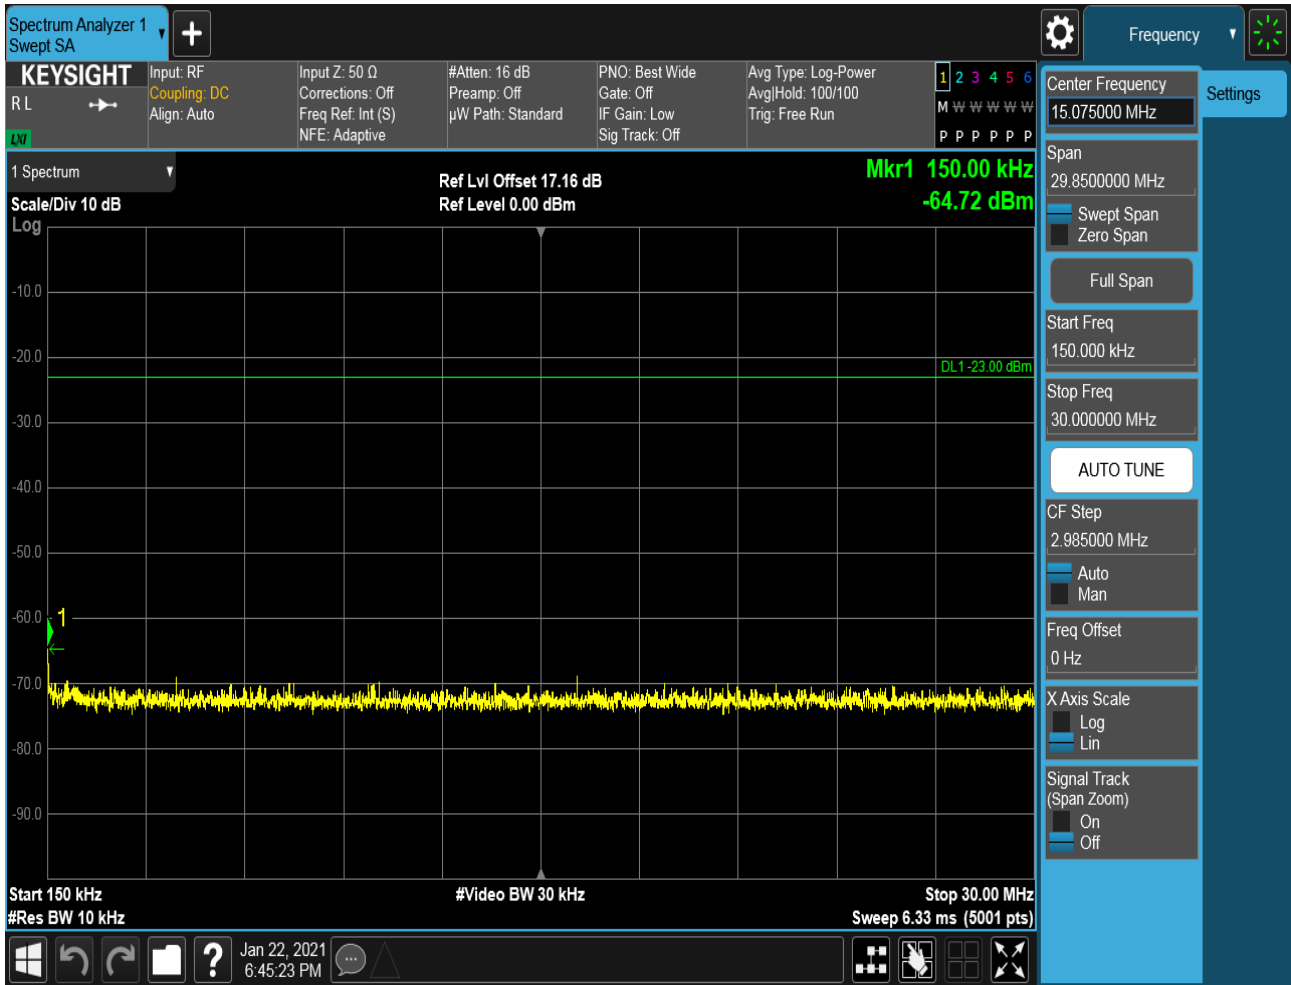 Spectrum Analyzer 1
Swept SA
Frequency
KEYSIGHT
R L
LXI
Input: RF
Coupling: DC
Align: Auto
Input Z: 50 Ω
Corrections: Off
Freq Ref: Int (S)
NFE: Adaptive
#Atten: 16 dB
Preamp: Off
µW Path: Standard
PNO: Best Wide
Gate: Off
IF Gain: Low
Sig Track: Off
Avg Type: Log-Power
Avg|Hold: 100/100
Trig: Free Run
1 2 3 4 5 6
M W W W W W
P P P P P P
Center Frequency
15.075000 MHz
Settings
Span
29.8500000 MHz
Swept Span
Zero Span
Full Span
Start Freq
150.000 kHz
Stop Freq
30.000000 MHz
AUTO TUNE
CF Step
2.985000 MHz
Auto
Man
Freq Offset
0 Hz
X Axis Scale
Log
Lin
Signal Track
(Span Zoom)
On
Off
1 Spectrum
Scale/Div 10 dB
Log
Ref Lvl Offset 17.16 dB
Ref Level 0.00 dBm
Mkr1 150.00 kHz
-64.72 dBm
-10.0
-20.0
DL1 -23.00 dBm
-30.0
-40.0
-50.0
-60.0
1
-70.0
-80.0
-90.0
Start 150 kHz
#Video BW 30 kHz
Stop 30.00 MHz
#Res BW 10 kHz
Sweep 6.33 ms (5001 pts)
?
Jan 22, 2021
6:45:23 PM